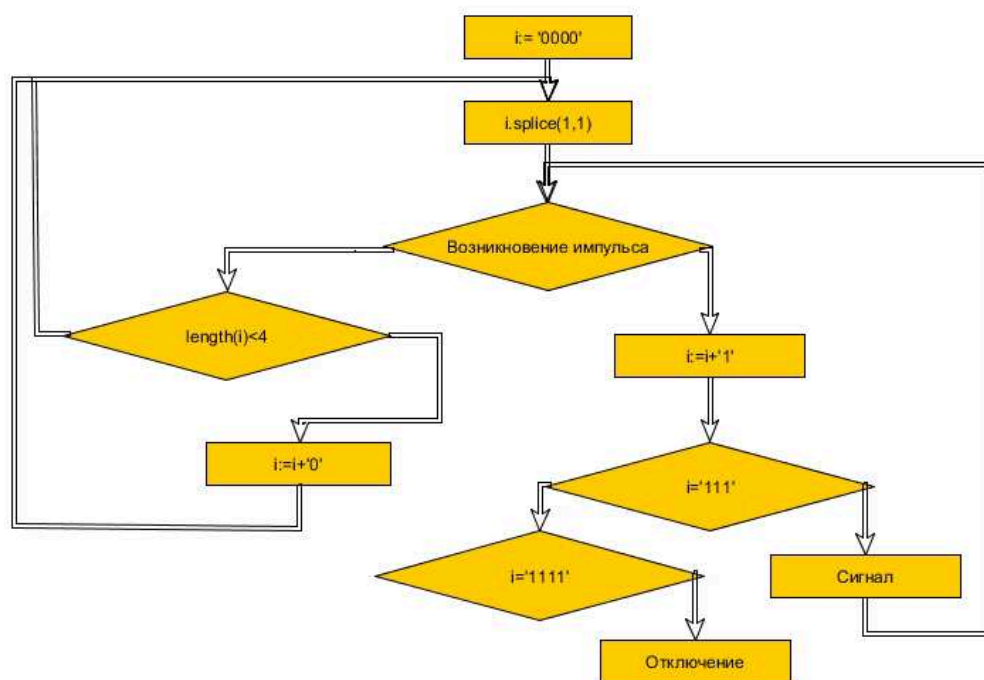 i:= '0000'
i.splice(1,1)
Возникновение импульса
length(i)<4
i:=i+'1'
i:=i+'0'
i='111'
i='1111'
Сигнал
Отключение